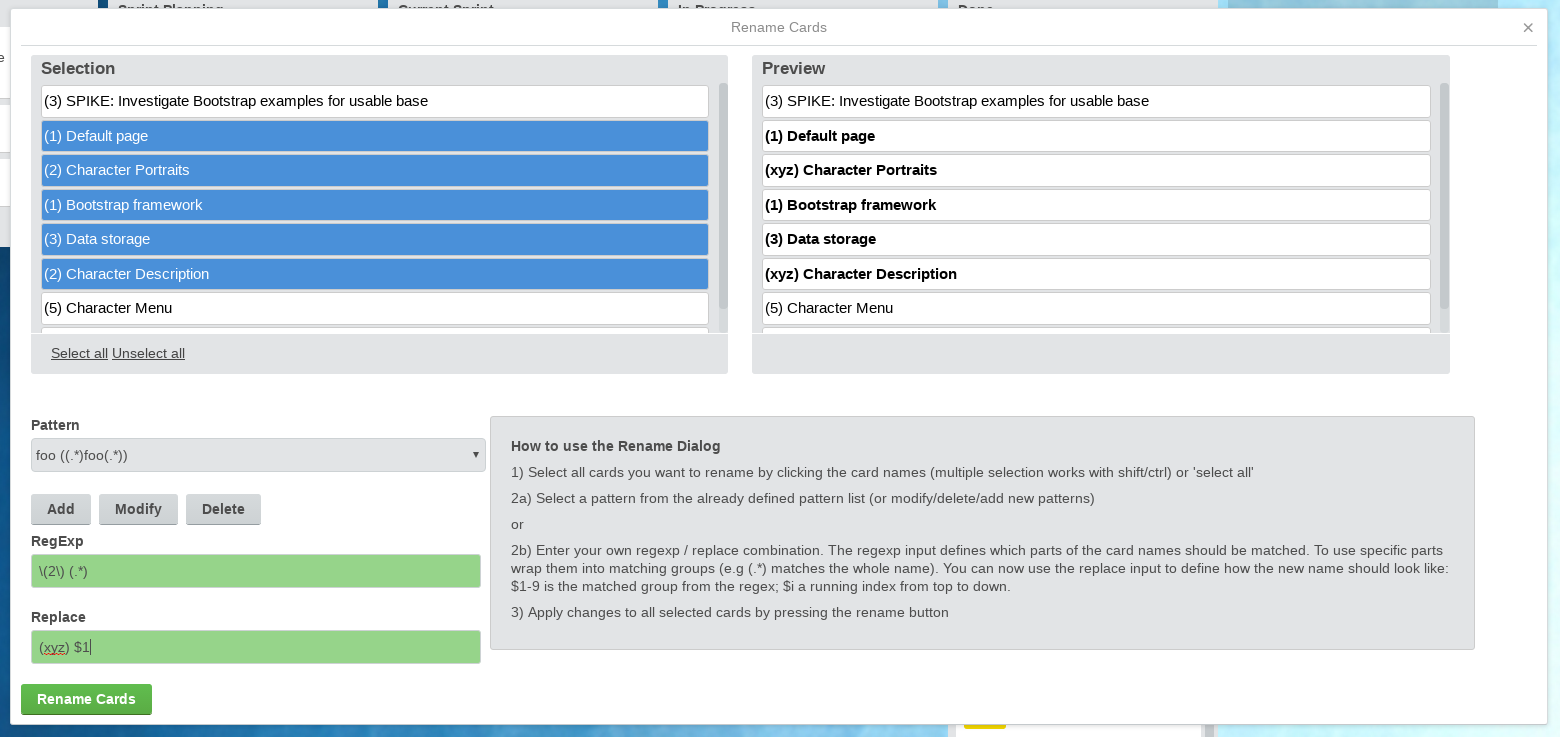 Sprint Planning
Current Sprint
In Progress
Done
Rename Cards
×
e
Selection
(3) SPIKE: Investigate Bootstrap examples for usable base
(1) Default page
(2) Character Portraits
(1) Bootstrap framework
(3) Data storage
(2) Character Description
(5) Character Menu
Select all Unselect all
Preview
(3) SPIKE: Investigate Bootstrap examples for usable base
(1) Default page
(xyz) Character Portraits
(1) Bootstrap framework
(3) Data storage
(xyz) Character Description
(5) Character Menu
Pattern
foo ((.*)foo(.*))
Add Modify Delete
RegExp
\(2\) (.*)
Replace
(xyz) $1
Rename Cards
How to use the Rename Dialog
1) Select all cards you want to rename by clicking the card names (multiple selection works with shift/ctrl) or 'select all'
2a) Select a pattern from the already defined pattern list (or modify/delete/add new patterns)
or
2b) Enter your own regexp / replace combination. The regexp input defines which parts of the card names should be matched. To use specific parts
wrap them into matching groups (e.g (.*) matches the whole name). You can now use the replace input to define how the new name should look like:
$1-9 is the matched group from the regex; $i a running index from top to down.
3) Apply changes to all selected cards by pressing the rename button